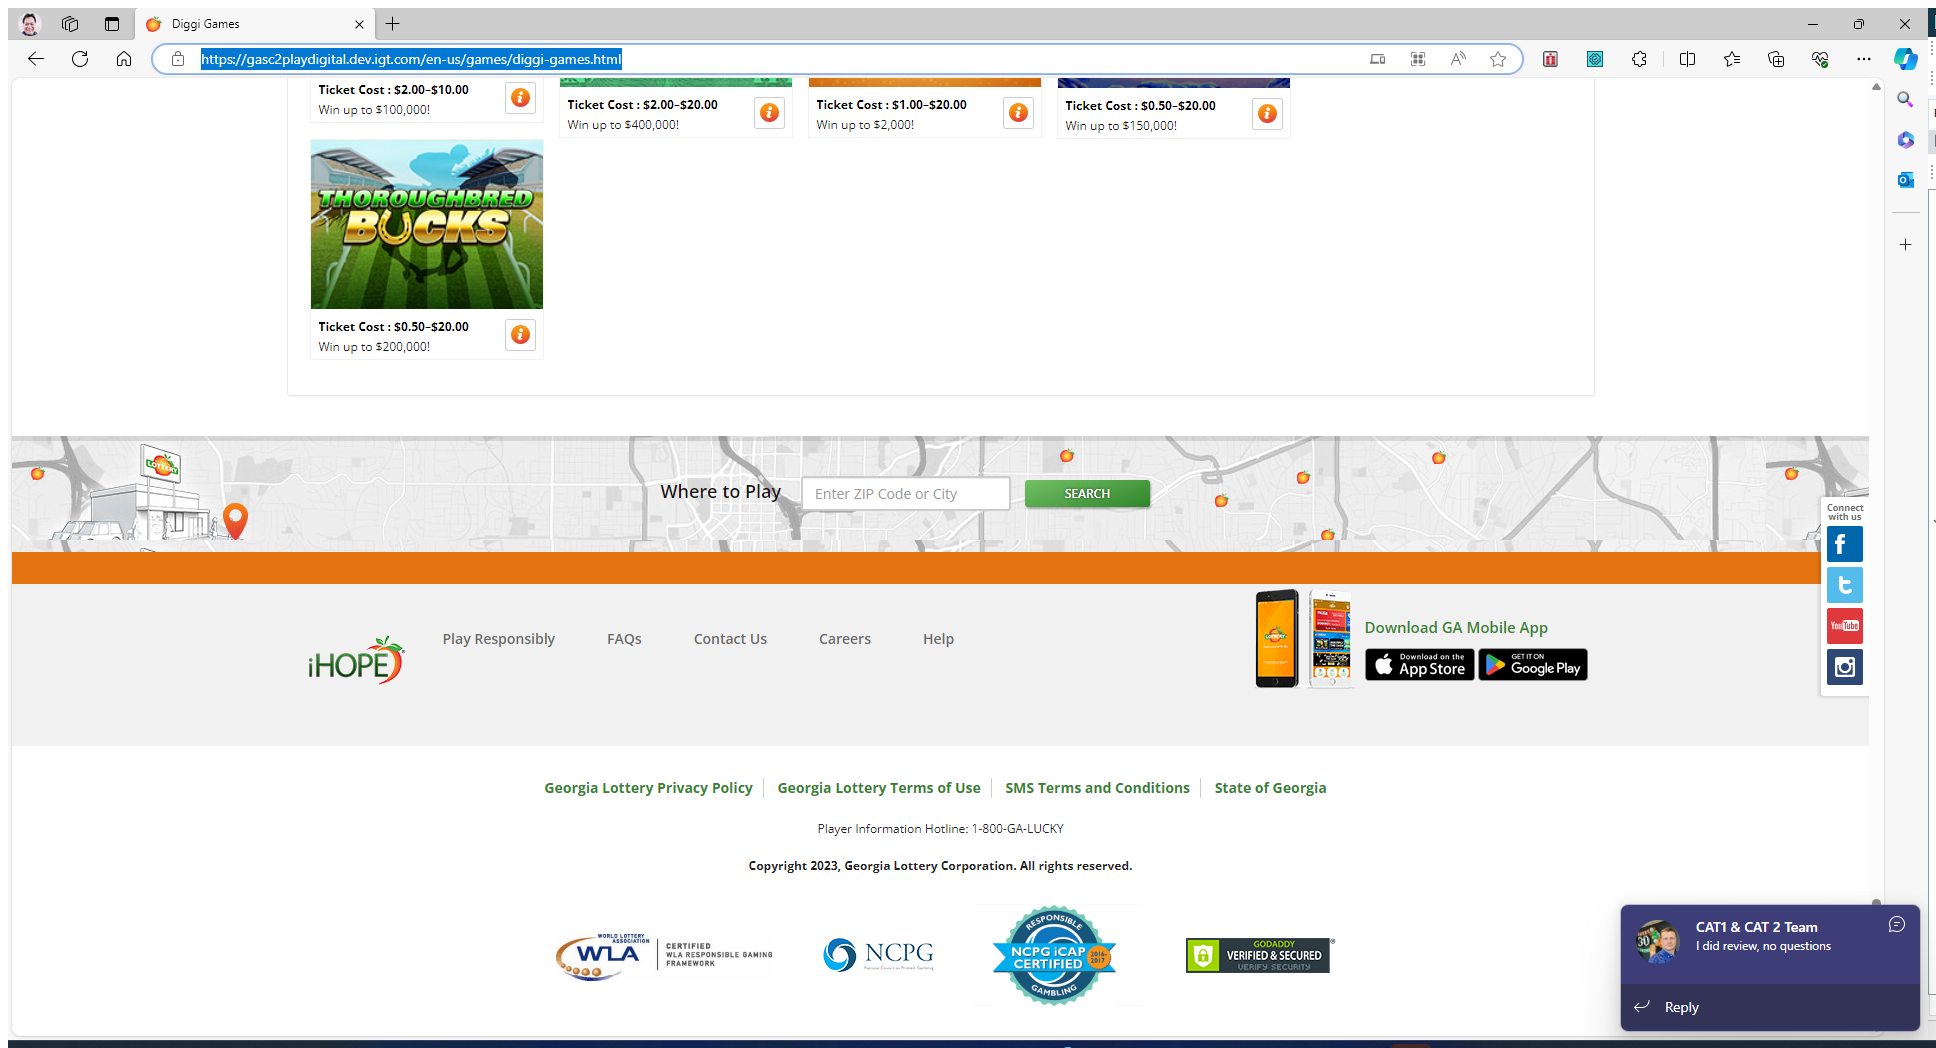 Diggi Games
https://gasc2playdigital.dev.igt.com/en-us/games/diggi-games.html
Ticket Cost : $2.00–$10.00
Win up to $100,000!
Ticket Cost : $2.00–$20.00
Win up to $400,000!
Ticket Cost : $1.00–$20.00
Win up to $2,000!
Ticket Cost : $0.50–$20.00
Win up to $150,000!
THOROUGHBRED
BUCKS
Ticket Cost : $0.50–$20.00
Win up to $200,000!
LOTTERY
Where to Play
Enter ZIP Code or City
SEARCH
Connect
with us
YouTube
iHOPE
Play Responsibly
FAQs
Contact Us
Careers
Help
Download GA Mobile App
Download on the
App Store
GET IT ON
Google Play
Georgia Lottery Privacy Policy
Georgia Lottery Terms of Use
SMS Terms and Conditions
State of Georgia
Player Information Hotline: 1-800-GA-LUCKY
Copyright 2023, Georgia Lottery Corporation. All rights reserved.
WORLD LOTTERY
ASSOCIATION
WLA
CERTIFIED
WLA RESPONSIBLE GAMING
FRAMEWORK
NCPG
National Council on Problem Gambling
RESPONSIBLE
NCPG iCAP
CERTIFIED
2016-
2017
GAMBLING
GODADDY
VERIFIED & SECURED
VERIFY SECURITY
CAT1 & CAT 2 Team
I did review, no questions
Reply